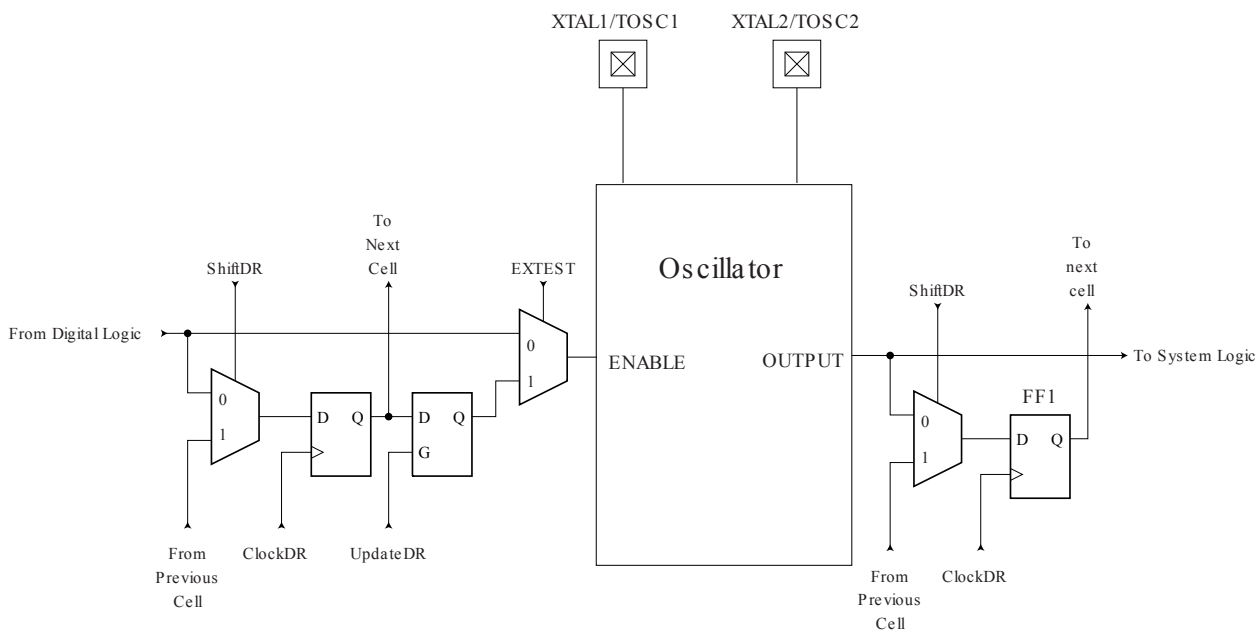 XTAL1/TOSC1
XTAL2/TOSC2
To
Next
Cell
To
next
cell
ShiftDR
EXTEST
Oscillator
ShiftDR
From Digital Logic
0
1
ENABLE
OUTPUT
To System Logic
0
1
D Q
D Q
G
FF1
0
1
D Q
From
Previous
Cell
ClockDR
UpdateDR
From
Previous
Cell
ClockDR